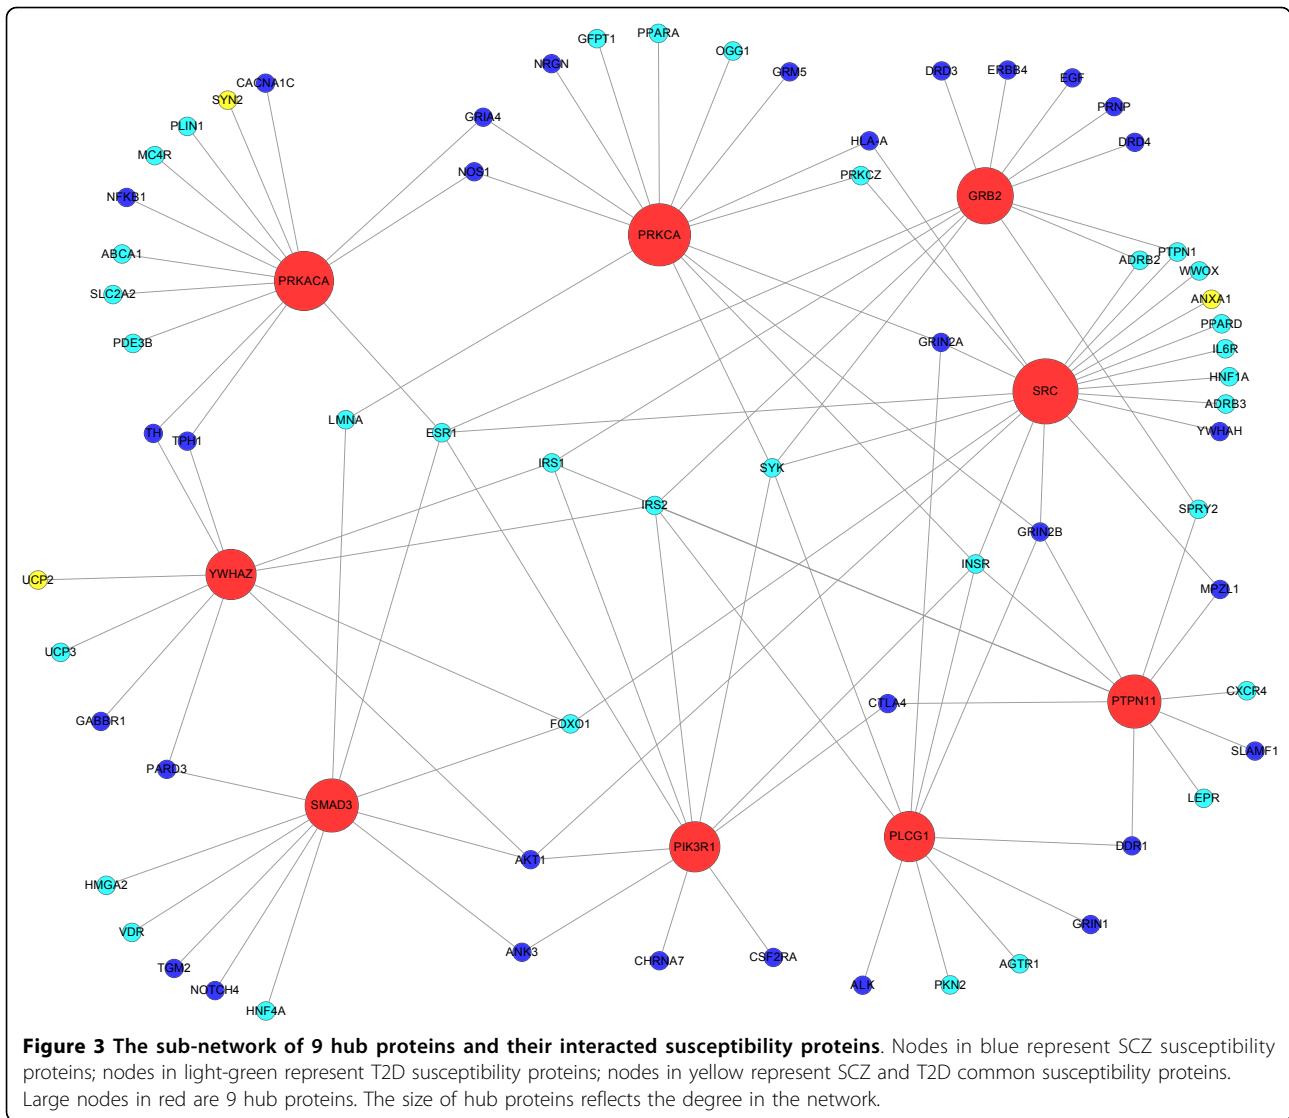 PPARA
GFPT1
OGG1
NRGN
GRM5
DRD3
ERBB4
EGF
CACNA1C
SYN2
PRNP
GRIA4
PLIN1
HLA-A
DRD4
MC4R
NOS1
PRKCZ
NFKB1
GRB2
PRKCA
ABCA1
PTPN1
ADRB2
WWOX
PRKACA
SLC2A2
ANXA1
PPARD
PDE3B
GRIN2A
IL6R
HNF1A
SRC
ADRB3
LMNA
ESR1
TH
TPH1
YWHAH
IRS1
SYK
IRS2
SPRY2
GRIN2B
INSR
YWHAZ
UCP2
MPZL1
UCP3
CXCR4
PTPN11
CTLA4
GABBR1
FOXO1
SLAMF1
PARD3
LEPR
SMAD3
PLCG1
PIK3R1
DDR1
AKT1
HMGA2
GRIN1
VDR
ANK3
CSF2RA
CHRNA7
AGTR1
TGM2
ALK
PKN2
NOTCH4
HNF4A
Figure 3 The sub-network of 9 hub proteins and their interacted susceptibility proteins. Nodes in blue represent SCZ susceptibility
proteins; nodes in light-green represent T2D susceptibility proteins; nodes in yellow represent SCZ and T2D common susceptibility proteins.
Large nodes in red are 9 hub proteins. The size of hub proteins reflects the degree in the network.